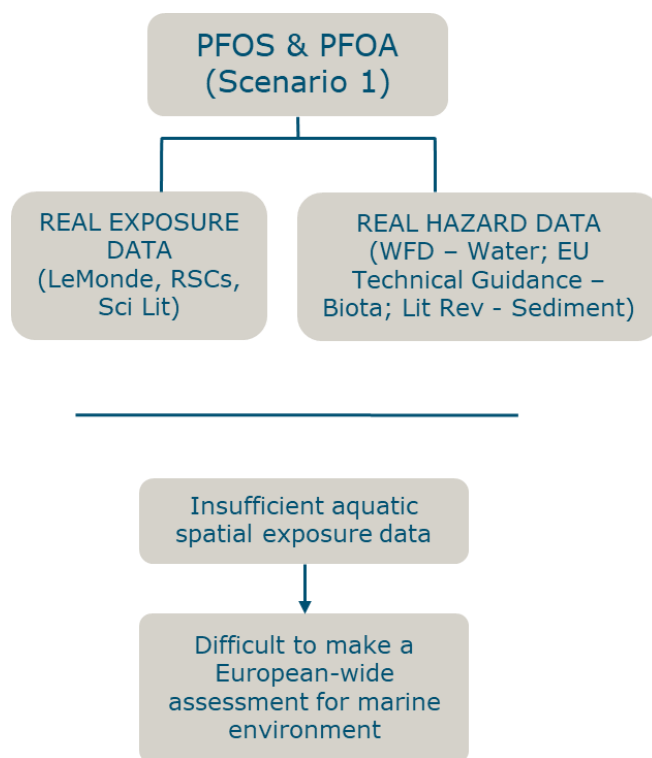 PFOS & PFOA
(Scenario 1)
REAL EXPOSURE
DATA
(LeMonde, RSCs,
Sci Lit)
REAL HAZARD DATA
(WFD – Water; EU
Technical Guidance –
Biota; Lit Rev - Sediment)
Insufficient aquatic
spatial exposure data
Difficult to make a
European-wide
assessment for marine
environment